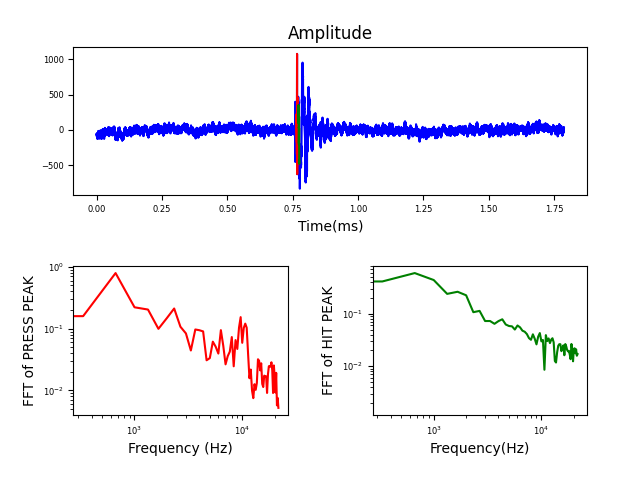 Amplitude
1000
500
0
−500
0.00 0.25 0.50 0.75 1.00 1.25 1.50 1.75
Time(ms)
FFT of PRESS PEAK
10⁰
10⁻¹
10⁻²
10³ 10⁴
Frequency (Hz)
FFT of HIT PEAK
10⁻¹
10⁻²
10³ 10⁴
Frequency(Hz)